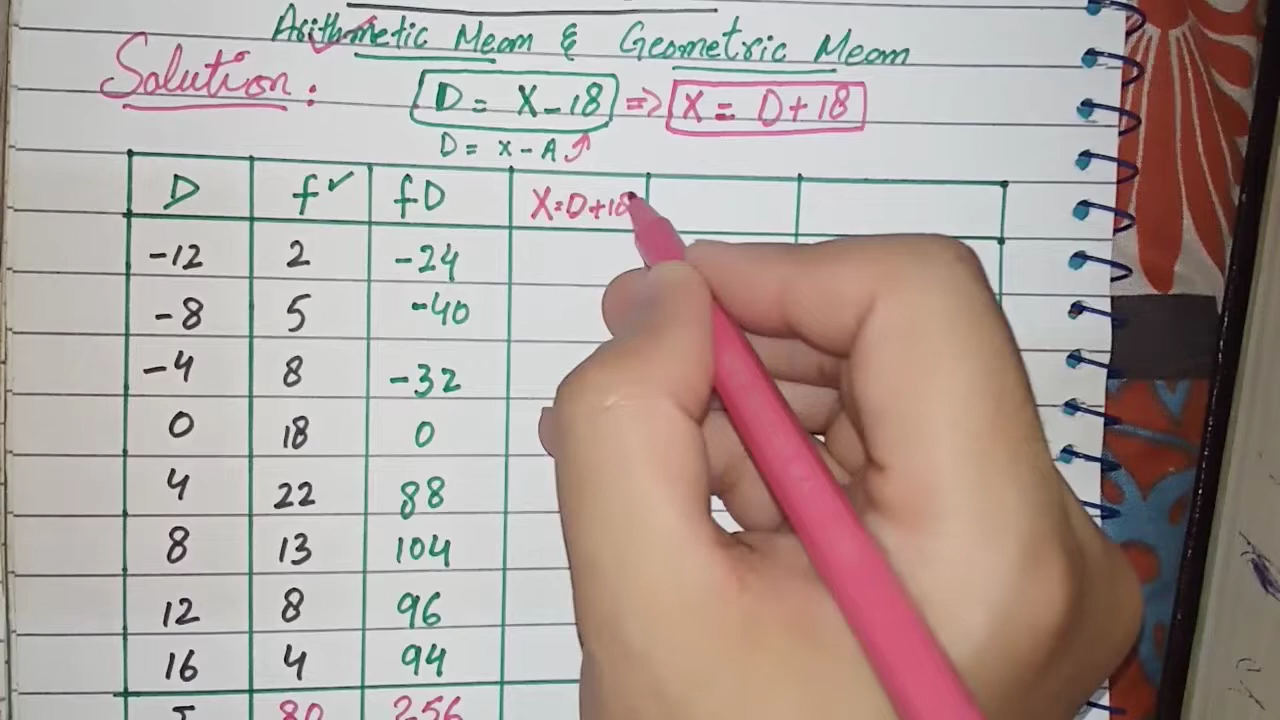 Arithmetic Mean & Geometric Mean
Solution:
D = X-18 => X = D+18
D = x - A
D f✓ fD X=D+18
-12 2 -24
-8 5 -40
-4 8 -32
0 18 0
4 22 88
8 13 104
12 8 96
16 4 94
80 256